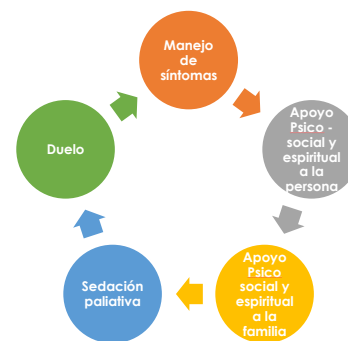 Manejo
de
síntomas
Apoyo
Psico -
social y
espiritual
a la
persona
Apoyo
Psico
social y
espiritual
a la
familia
Sedación
paliativa
Duelo